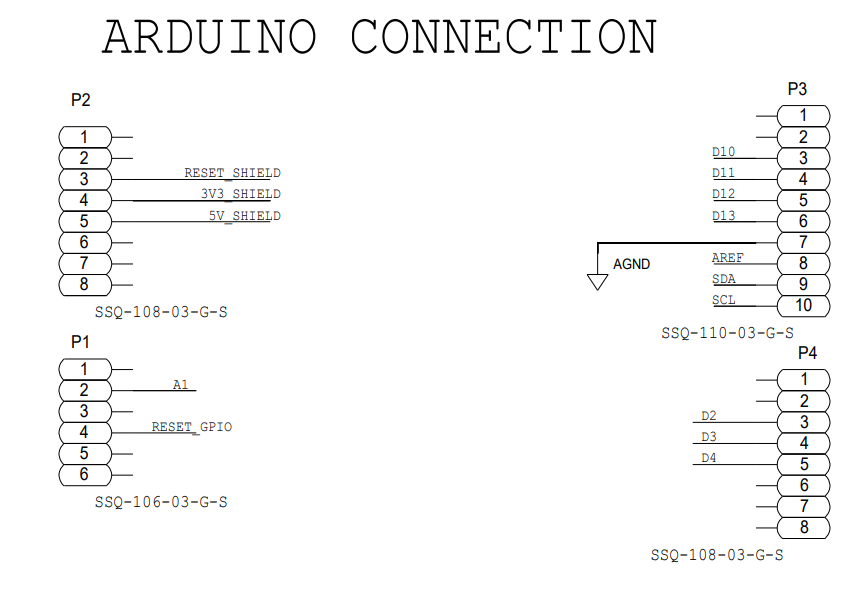 ARDUINO CONNECTION
P2
1
2
3 RESET_SHIELD
4 3V3_SHIELD
5 5V_SHIELD
6
7
8
SSQ-108-03-G-S
P1
1
2 A1
3
4 RESET_GPIO
5
6
SSQ-106-03-G-S
P3
1
2
D10 3
D11 4
D12 5
D13 6
7
AGND
AREF 8
SDA 9
SCL 10
SSQ-110-03-G-S
P4
1
2
D2 3
D3 4
D4 5
6
7
8
SSQ-108-03-G-S